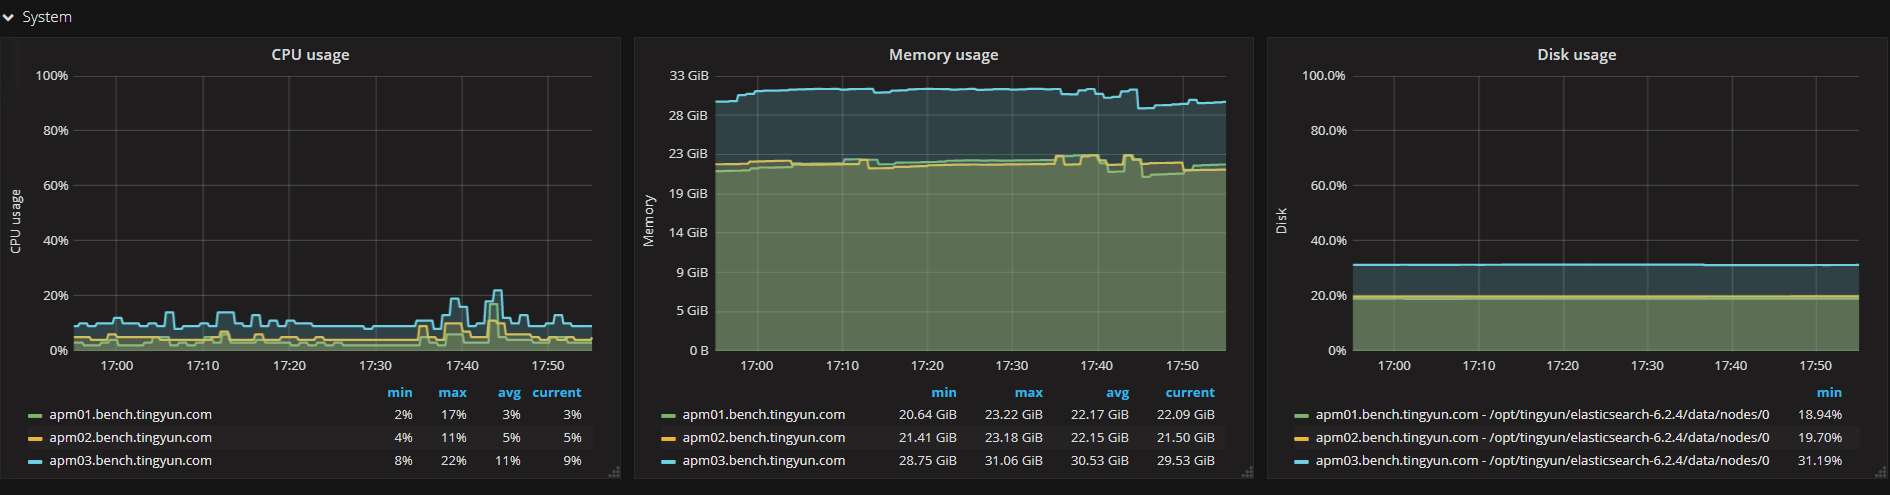 System
CPU usage
100%
80%
60%
40%
20%
0%
CPU usage
17:00 17:10 17:20 17:30 17:40 17:50
min max avg current
apm01.bench.tingyun.com 2% 17% 3% 3%
apm02.bench.tingyun.com 4% 11% 5% 5%
apm03.bench.tingyun.com 8% 22% 11% 9%
Memory usage
33 GiB
28 GiB
23 GiB
19 GiB
14 GiB
9 GiB
5 GiB
0 B
Memory
17:00 17:10 17:20 17:30 17:40 17:50
min max avg current
apm01.bench.tingyun.com 20.64 GiB 23.22 GiB 22.17 GiB 22.09 GiB
apm02.bench.tingyun.com 21.41 GiB 23.18 GiB 22.15 GiB 21.50 GiB
apm03.bench.tingyun.com 28.75 GiB 31.06 GiB 30.53 GiB 29.53 GiB
Disk usage
100.0%
80.0%
60.0%
40.0%
20.0%
0%
Disk
17:00 17:10 17:20 17:30 17:40 17:50
min
apm01.bench.tingyun.com - /opt/tingyun/elasticsearch-6.2.4/data/nodes/0 18.94%
apm02.bench.tingyun.com - /opt/tingyun/elasticsearch-6.2.4/data/nodes/0 19.70%
apm03.bench.tingyun.com - /opt/tingyun/elasticsearch-6.2.4/data/nodes/0 31.19%